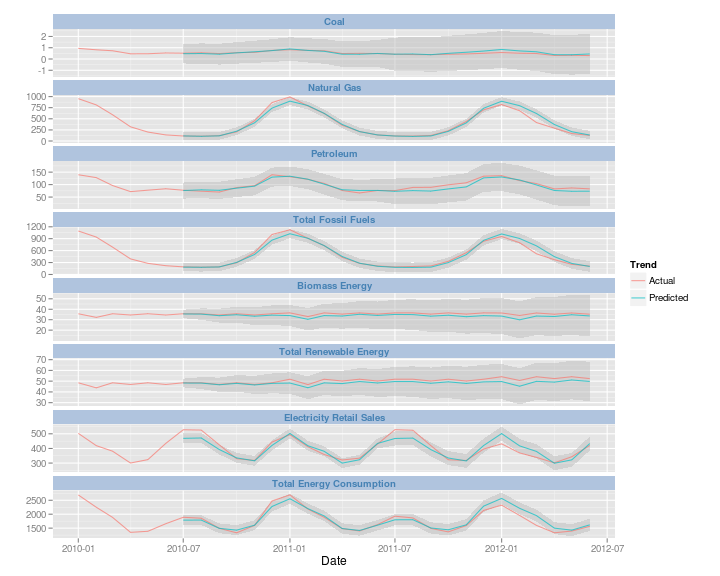 Coal
2
1
0
-1
Natural Gas
1000
750
500
250
0
Petroleum
150
100
50
Total Fossil Fuels
1200
900
600
300
0
Biomass Energy
50
40
30
20
Total Renewable Energy
70
60
50
40
30
Electricity Retail Sales
500
400
300
Total Energy Consumption
2500
2000
1500
2010-01 2010-07 2011-01 2011-07 2012-01 2012-07
Date
Trend
Actual
Predicted